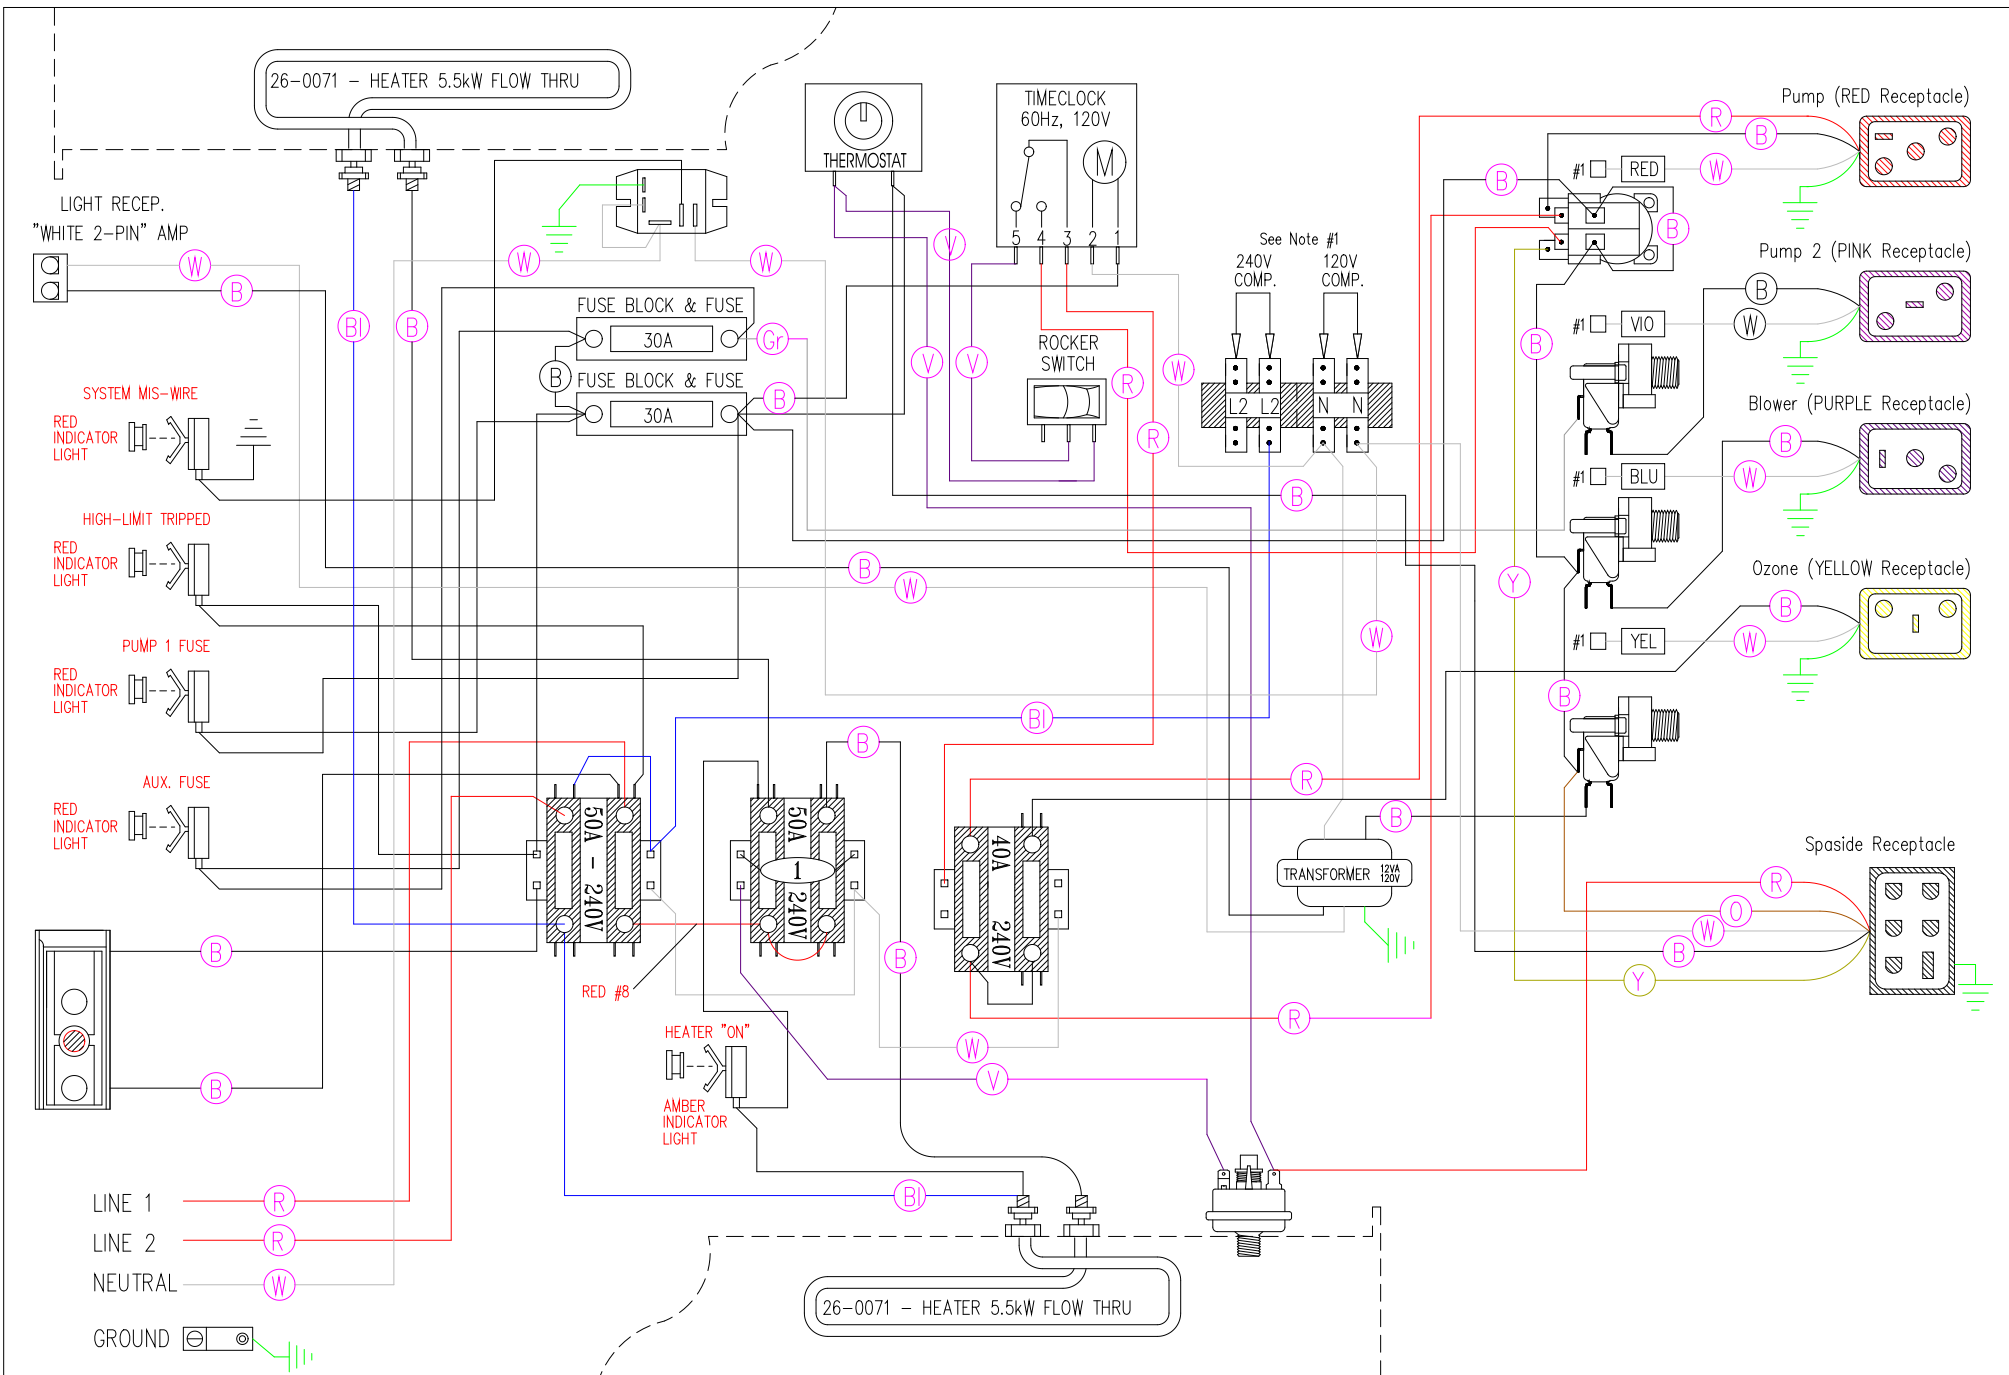 26-0071 - HEATER 5.5kW FLOW THRU
LIGHT RECEP.
"WHITE 2-PIN" AMP
W
B
Bl
B
W
W
THERMOSTAT
TIMECLOCK
60Hz, 120V
M
5 4 3 2 1
V
V
V
FUSE BLOCK & FUSE
30A
Gr
B
FUSE BLOCK & FUSE
30A
B
ROCKER
SWITCH
R
W
R
See Note #1
240V
COMP.
120V
COMP.
L2
L2
N
N
B
B
W
W
Bl
Pump (RED Receptacle)
R
B
#1
RED
W
B
B
Pump 2 (PINK Receptacle)
B
#1
VIO
W
B
Blower (PURPLE Receptacle)
B
#1
BLU
W
Y
Ozone (YELLOW Receptacle)
B
#1
YEL
W
B
SYSTEM MIS-WIRE
RED
INDICATOR
LIGHT
HIGH-LIMIT TRIPPED
RED
INDICATOR
LIGHT
PUMP 1 FUSE
RED
INDICATOR
LIGHT
AUX. FUSE
RED
INDICATOR
LIGHT
50A - 240V
50A 240V
1
B
40A 240V
R
B
TRANSFORMER
12VA
120V
Spaside Receptacle
R
O
W
B
Y
B
B
RED #8
B
R
W
V
HEATER "ON"
AMBER
INDICATOR
LIGHT
Bl
LINE 1
R
LINE 2
R
NEUTRAL
W
GROUND
26-0071 - HEATER 5.5kW FLOW THRU